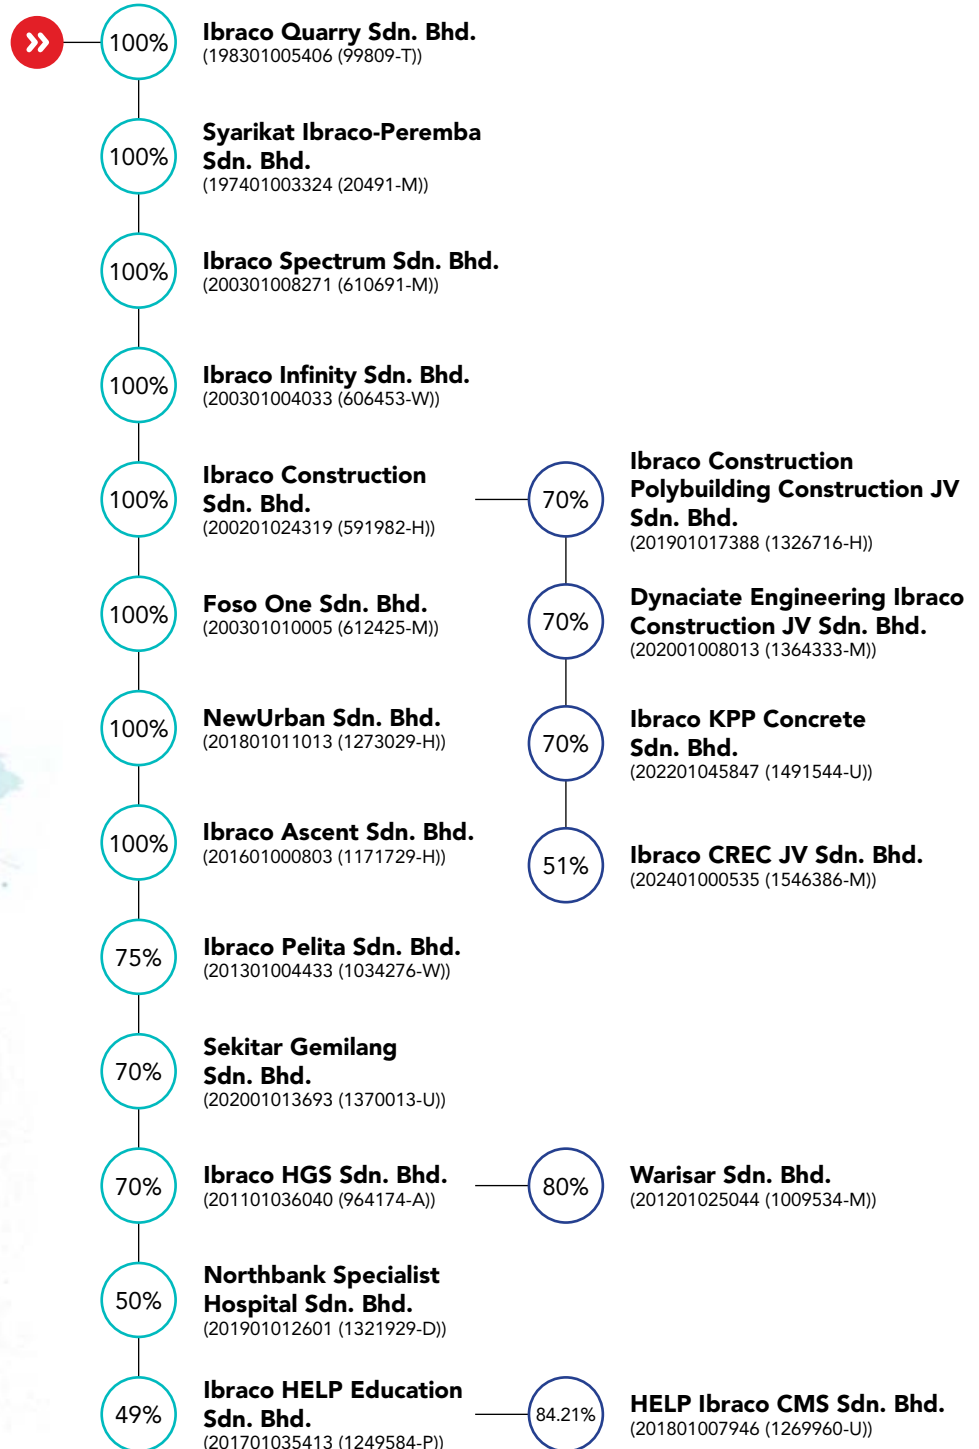 100%
Ibraco Quarry Sdn. Bhd.
(198301005406 (99809-T))
100%
Syarikat Ibraco-Peremba
Sdn. Bhd.
(197401003324 (20491-M))
100%
Ibraco Spectrum Sdn. Bhd.
(200301008271 (610691-M))
100%
Ibraco Infinity Sdn. Bhd.
(200301004033 (606453-W))
100%
Ibraco Construction
Sdn. Bhd.
(200201024319 (591982-H))
70%
Ibraco Construction
Polybuilding Construction JV
Sdn. Bhd.
(201901017388 (1326716-H))
100%
Foso One Sdn. Bhd.
(200301010005 (612425-M))
70%
Dynaciate Engineering Ibraco
Construction JV Sdn. Bhd.
(202001008013 (1364333-M))
100%
NewUrban Sdn. Bhd.
(201801011013 (1273029-H))
70%
Ibraco KPP Concrete
Sdn. Bhd.
(202201045847 (1491544-U))
100%
Ibraco Ascent Sdn. Bhd.
(201601000803 (1171729-H))
51%
Ibraco CREC JV Sdn. Bhd.
(202401000535 (1546386-M))
75%
Ibraco Pelita Sdn. Bhd.
(201301004433 (1034276-W))
70%
Sekitar Gemilang
Sdn. Bhd.
(202001013693 (1370013-U))
70%
Ibraco HGS Sdn. Bhd.
(201101036040 (964174-A))
80%
Warisar Sdn. Bhd.
(201201025044 (1009534-M))
50%
Northbank Specialist
Hospital Sdn. Bhd.
(201901012601 (1321929-D))
49%
Ibraco HELP Education
Sdn. Bhd.
(201701035413 (1249584-P))
84.21%
HELP Ibraco CMS Sdn. Bhd.
(201801007946 (1269960-U))